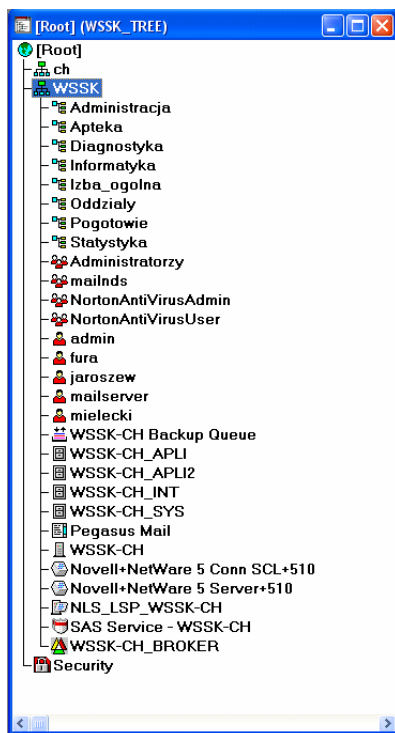 [Root] (WSSK_TREE)
[Root]
ch
WSSK
Administracja
Apteka
Diagnostyka
Informatyka
Izba_ogolna
Oddzialy
Pogotowie
Statystyka
Administratorzy
mailnds
NortonAntiVirusAdmin
NortonAntiVirusUser
admin
fura
jaroszew
mailserver
mielecki
WSSK-CH Backup Queue
WSSK-CH_APLI
WSSK-CH_APLI2
WSSK-CH_INT
WSSK-CH_SYS
Pegasus Mail
WSSK-CH
Novell+NetWare 5 Conn SCL+510
Novell+NetWare 5 Server+510
NLS_LSP_WSSK-CH
SAS Service - WSSK-CH
WSSK-CH_BROKER
Security